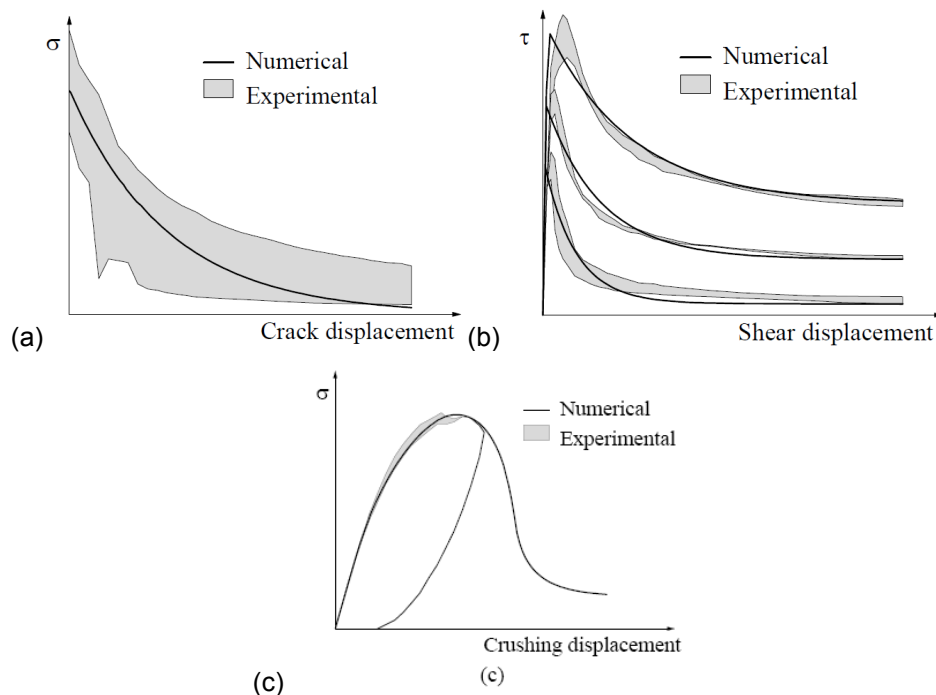 σ
Numerical
Experimental
Crack displacement
(a)
τ
Numerical
Experimental
Shear displacement
(b)
σ
Numerical
Experimental
Crushing displacement
(c)
(c)